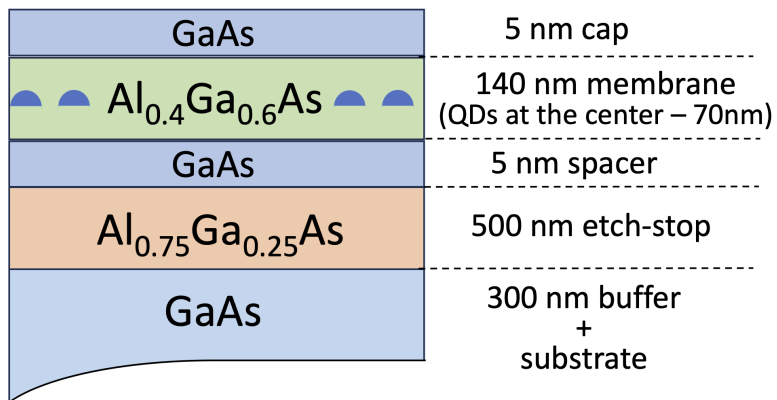 GaAs
5 nm cap
Al0.4Ga0.6As
140 nm membrane
(QDs at the center – 70nm)
GaAs
5 nm spacer
Al0.75Ga0.25As
500 nm etch-stop
GaAs
300 nm buffer
+
substrate